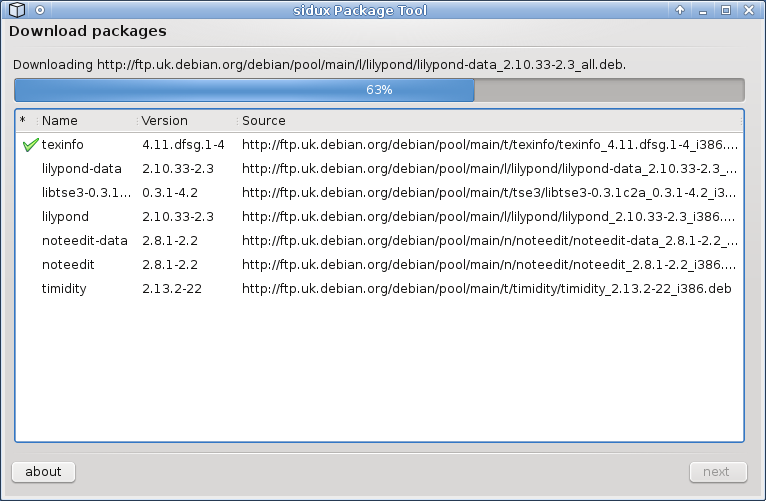 sidux Package Tool
Download packages
Downloading http://ftp.uk.debian.org/debian/pool/main/l/lilypond/lilypond-data_2.10.33-2.3_all.deb.
63%
* Name Version Source
texinfo 4.11.dfsg.1-4 http://ftp.uk.debian.org/debian/pool/main/t/texinfo/texinfo_4.11.dfsg.1-4_i386....
lilypond-data 2.10.33-2.3 http://ftp.uk.debian.org/debian/pool/main/l/lilypond/lilypond-data_2.10.33-2.3_...
libtse3-0.3.1... 0.3.1-4.2 http://ftp.uk.debian.org/debian/pool/main/t/tse3/libtse3-0.3.1c2a_0.3.1-4.2_i3...
lilypond 2.10.33-2.3 http://ftp.uk.debian.org/debian/pool/main/l/lilypond/lilypond_2.10.33-2.3_i386....
noteedit-data 2.8.1-2.2 http://ftp.uk.debian.org/debian/pool/main/n/noteedit/noteedit-data_2.8.1-2.2_...
noteedit 2.8.1-2.2 http://ftp.uk.debian.org/debian/pool/main/n/noteedit/noteedit_2.8.1-2.2_i386....
timidity 2.13.2-22 http://ftp.uk.debian.org/debian/pool/main/t/timidity/timidity_2.13.2-22_i386.deb
about next